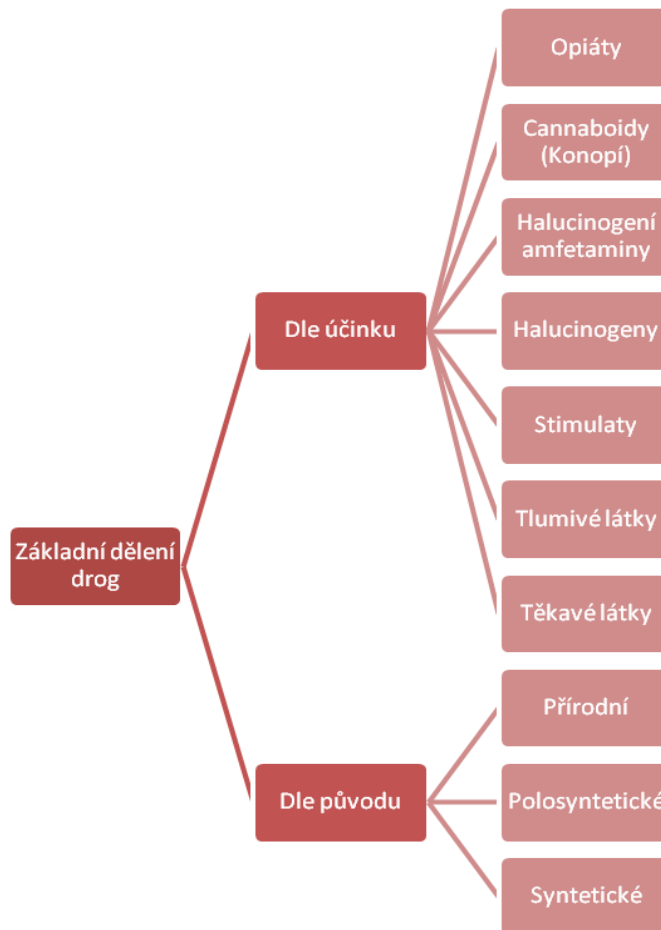 Základní dělení
drog
Dle účinku
Opiáty
Cannaboidy
(Konopí)
Halucinogení
amfetaminy
Halucinogeny
Stimulaty
Tlumivé látky
Těkavé látky
Dle původu
Přírodní
Polosyntetické
Syntetické